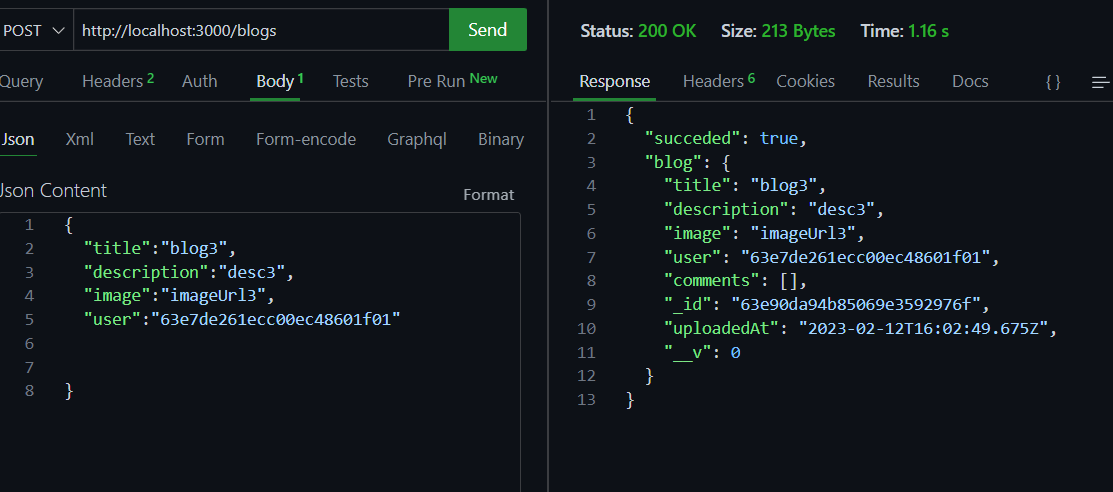 POST http://localhost:3000/blogs Send
Query Headers 2 Auth Body 1 Tests Pre Run New
Json Xml Text Form Form-encode Graphql Binary
Json Content
Format
1 {
2 "title":"blog3",
3 "description":"desc3",
4 "image":"imageUrl3",
5 "user":"63e7de261ecc00ec48601f01"
6
7
8 }
Status: 200 OK Size: 213 Bytes Time: 1.16 s
Response Headers 6 Cookies Results Docs {}
1 {
2 "succeded": true,
3 "blog": {
4 "title": "blog3",
5 "description": "desc3",
6 "image": "imageUrl3",
7 "user": "63e7de261ecc00ec48601f01",
8 "comments": [],
9 "_id": "63e90da94b85069e3592976f",
10 "uploadedAt": "2023-02-12T16:02:49.675Z",
11 "__v": 0
12 }
13 }